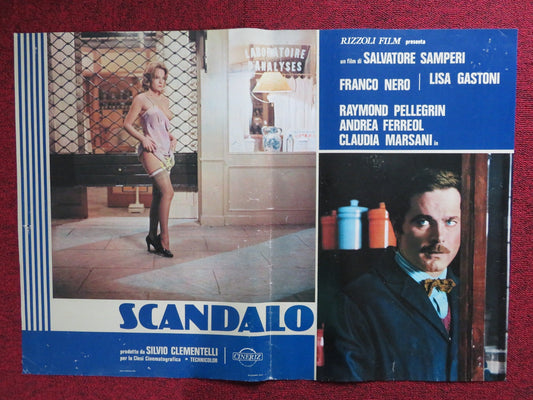 LABORATOIRE
D'ANALYSES
RIZZOLI FILM presenta
un film di SALVATORE SAMPERI
FRANCO NERO
LISA GASTONI
RAYMOND PELLEGRIN
ANDREA FERREOL
CLAUDIA MARSANI in
SCANDALO
prodotto da SILVIO CLEMENTELLI
per la Clesi Cinematografica • TECHNICOLOR
CINERIZ